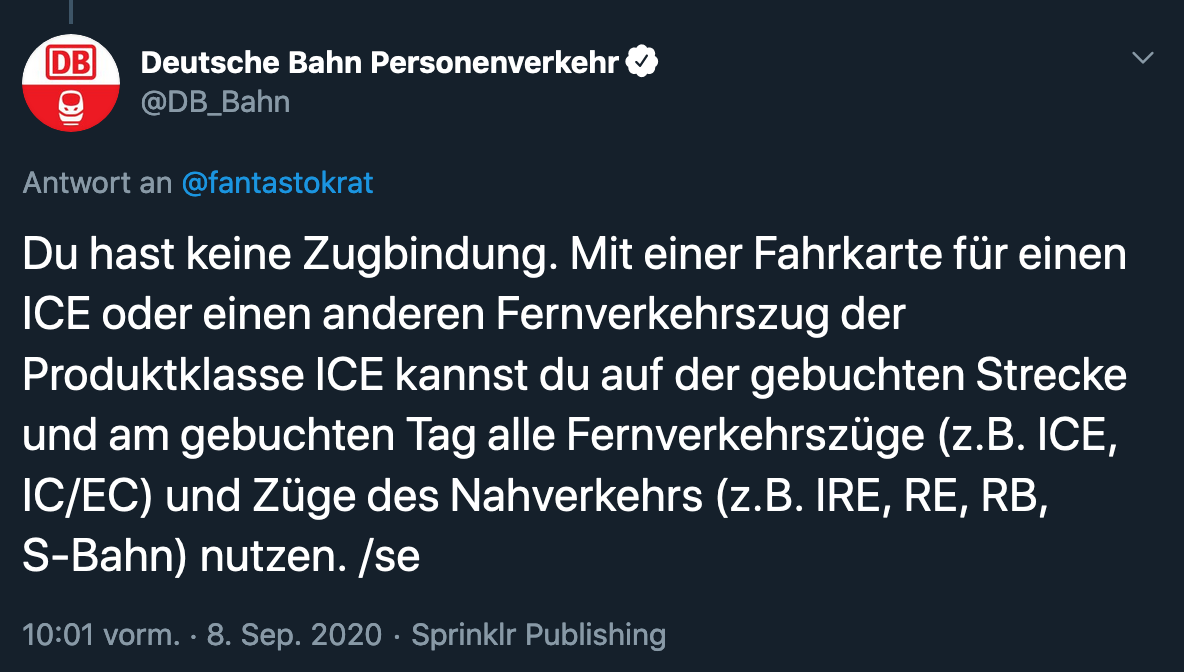 DB
Deutsche Bahn Personenverkehr
@DB_Bahn
Antwort an @fantastokrat
Du hast keine Zugbindung. Mit einer Fahrkarte für einen
ICE oder einen anderen Fernverkehrszug der
Produktklasse ICE kannst du auf der gebuchten Strecke
und am gebuchten Tag alle Fernverkehrszüge (z.B. ICE,
IC/EC) und Züge des Nahverkehrs (z.B. IRE, RE, RB,
S-Bahn) nutzen. /se
10:01 vorm. · 8. Sep. 2020 · Sprinklr Publishing